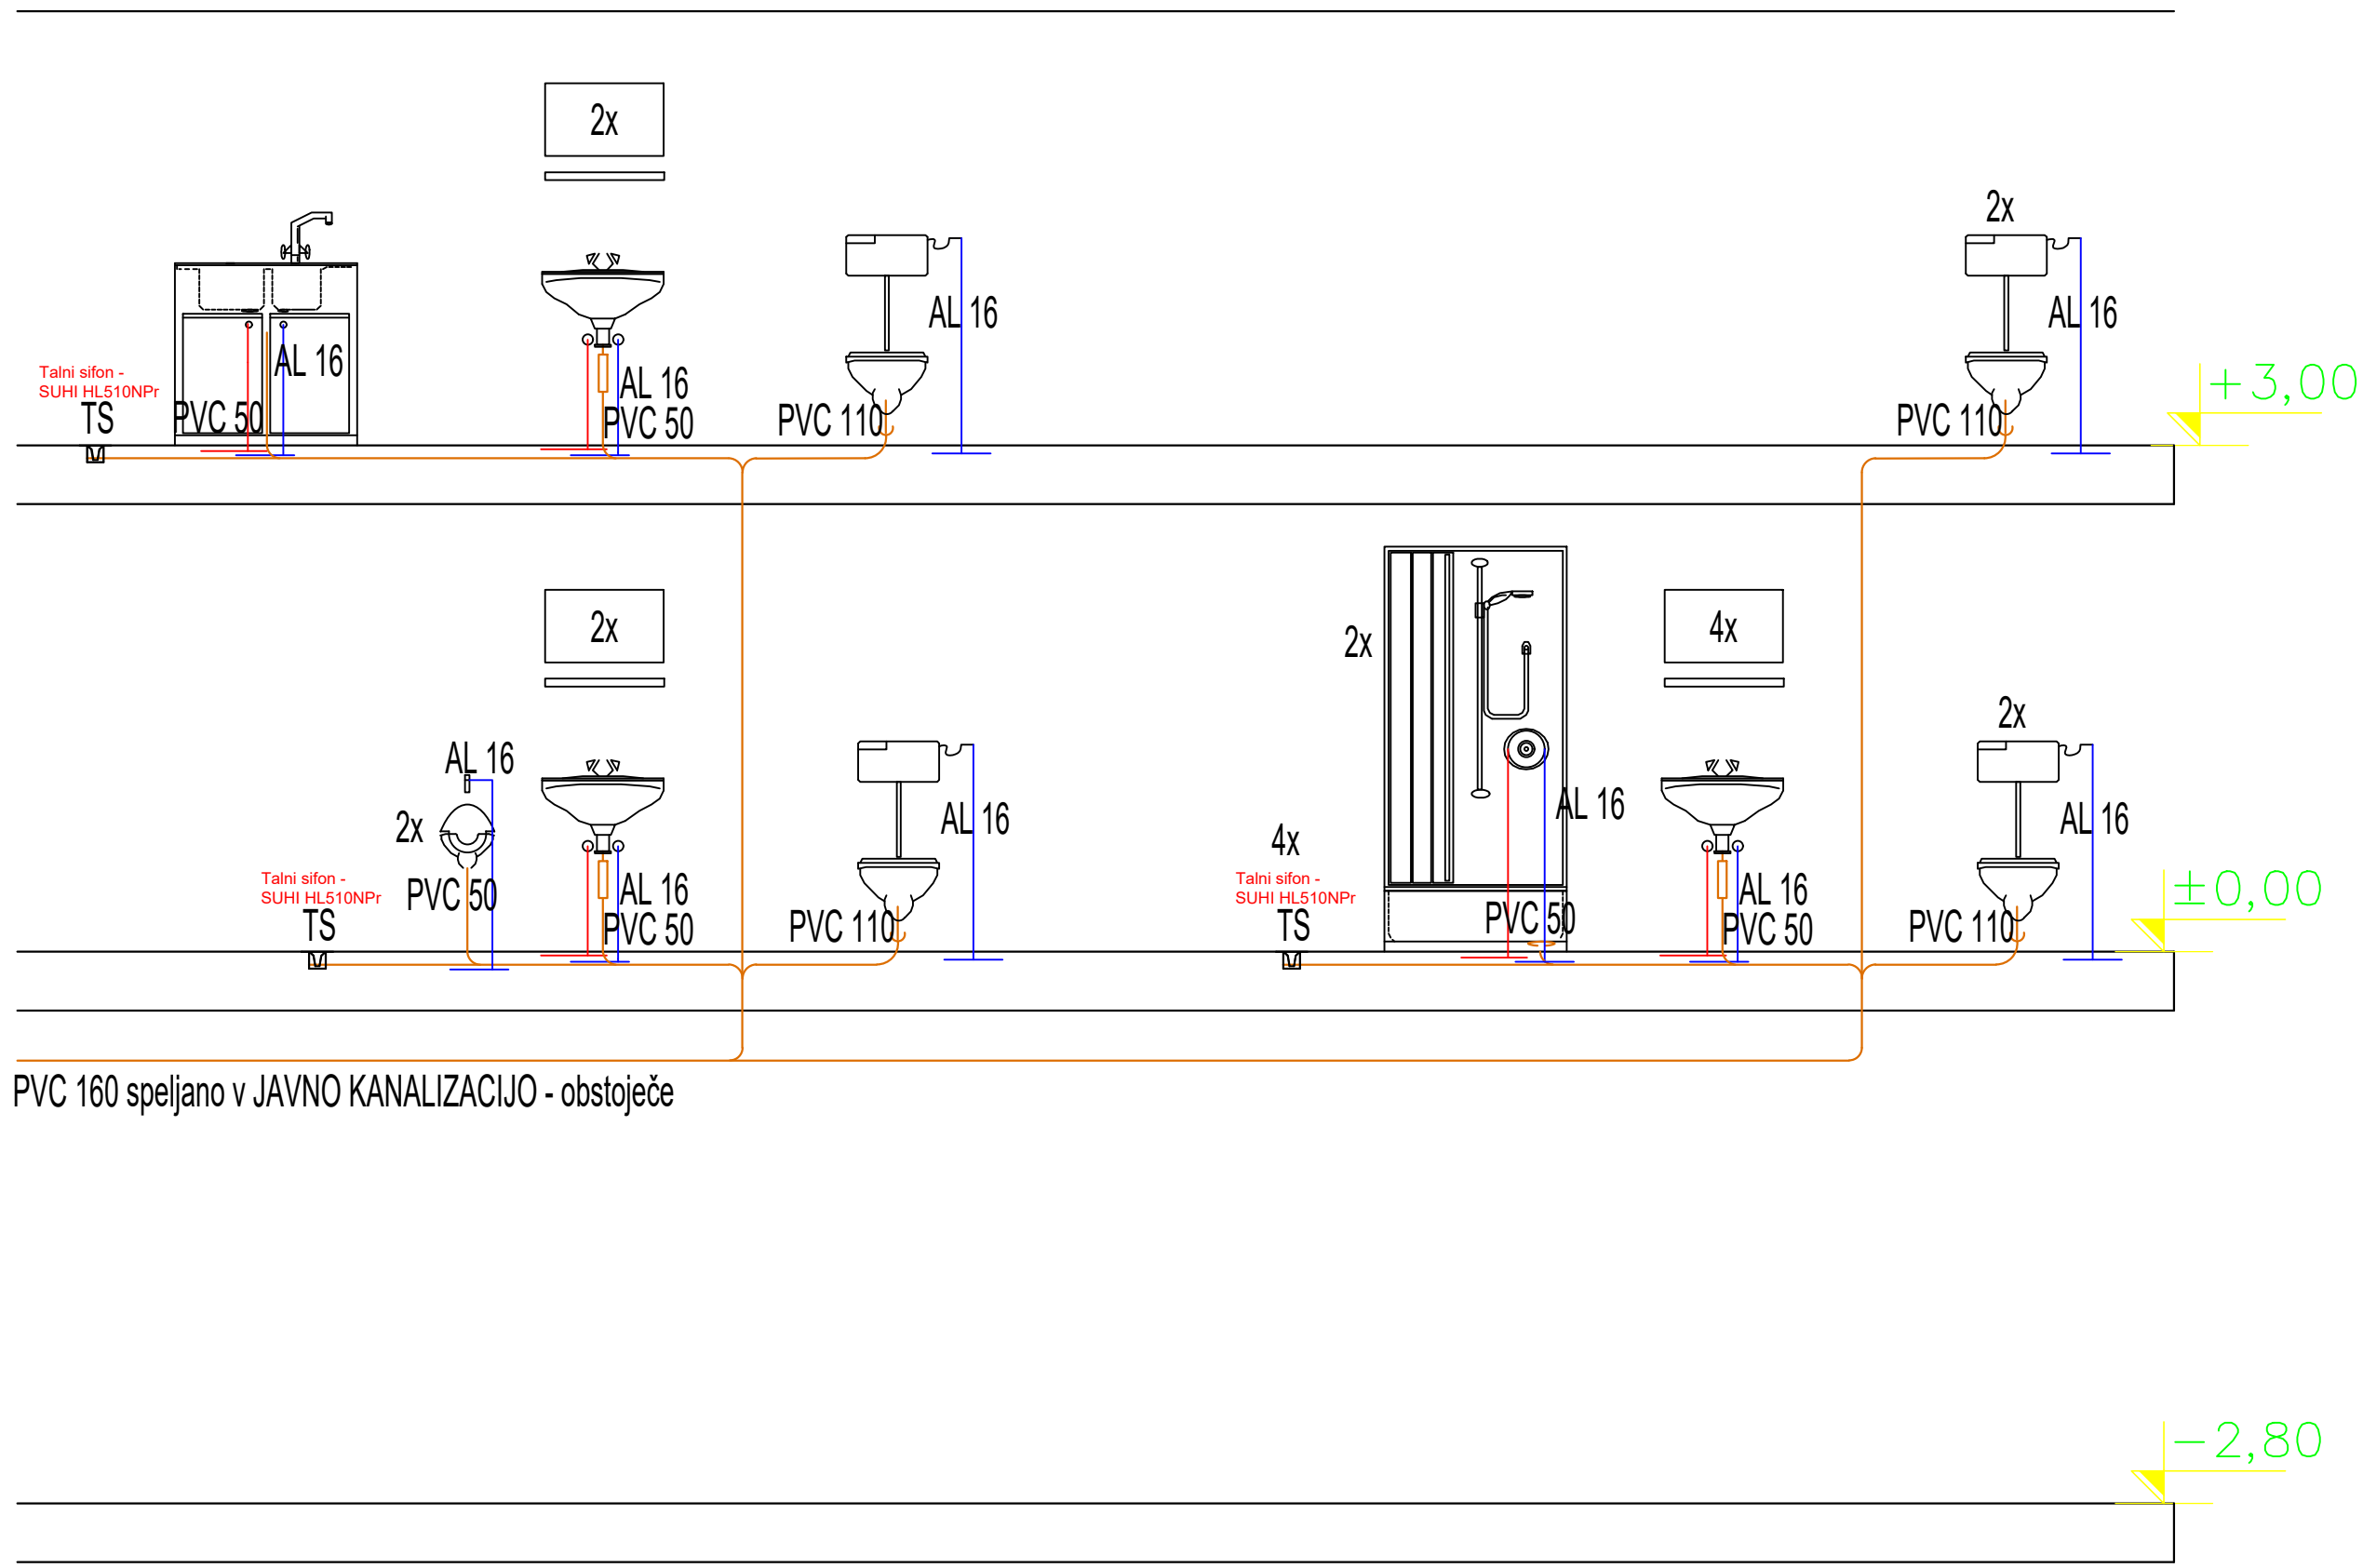 2x
2x
AL 16
AL 16
AL 16
Talni sifon -
SUHI HL510NPr
TS
PVC 50
AL 16
PVC 50
PVC 110
PVC 110
+3,00
2x
2x
4x
2x
AL 16
2x
AL 16
AL 16
AL 16
4x
Talni sifon -
SUHI HL510NPr
TS
PVC 50
AL 16
PVC 50
PVC 110
Talni sifon -
SUHI HL510NPr
TS
PVC 50
AL 16
PVC 50
PVC 110
±0,00
PVC 160 speljano v JAVNO KANALIZACIJO - obstoječe
-2,80